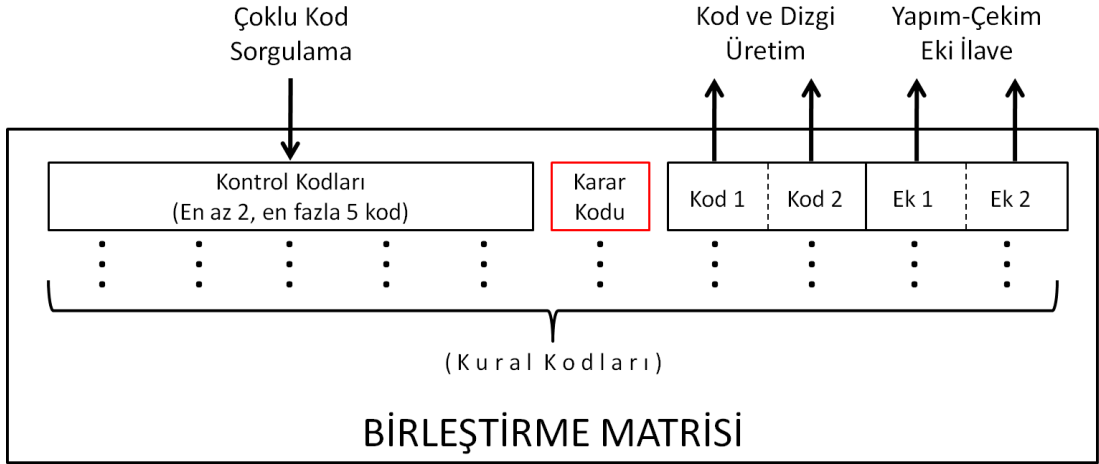 Çoklu Kod
Sorgulama
Kod ve Dizgi
Üretim
Yapım-Çekim
Eki İlave
Kontrol Kodları
(En az 2, en fazla 5 kod)
Karar
Kodu
Kod 1
Kod 2
Ek 1
Ek 2
(Kural Kodları)
BİRLEŞTİRME MATRİSİ